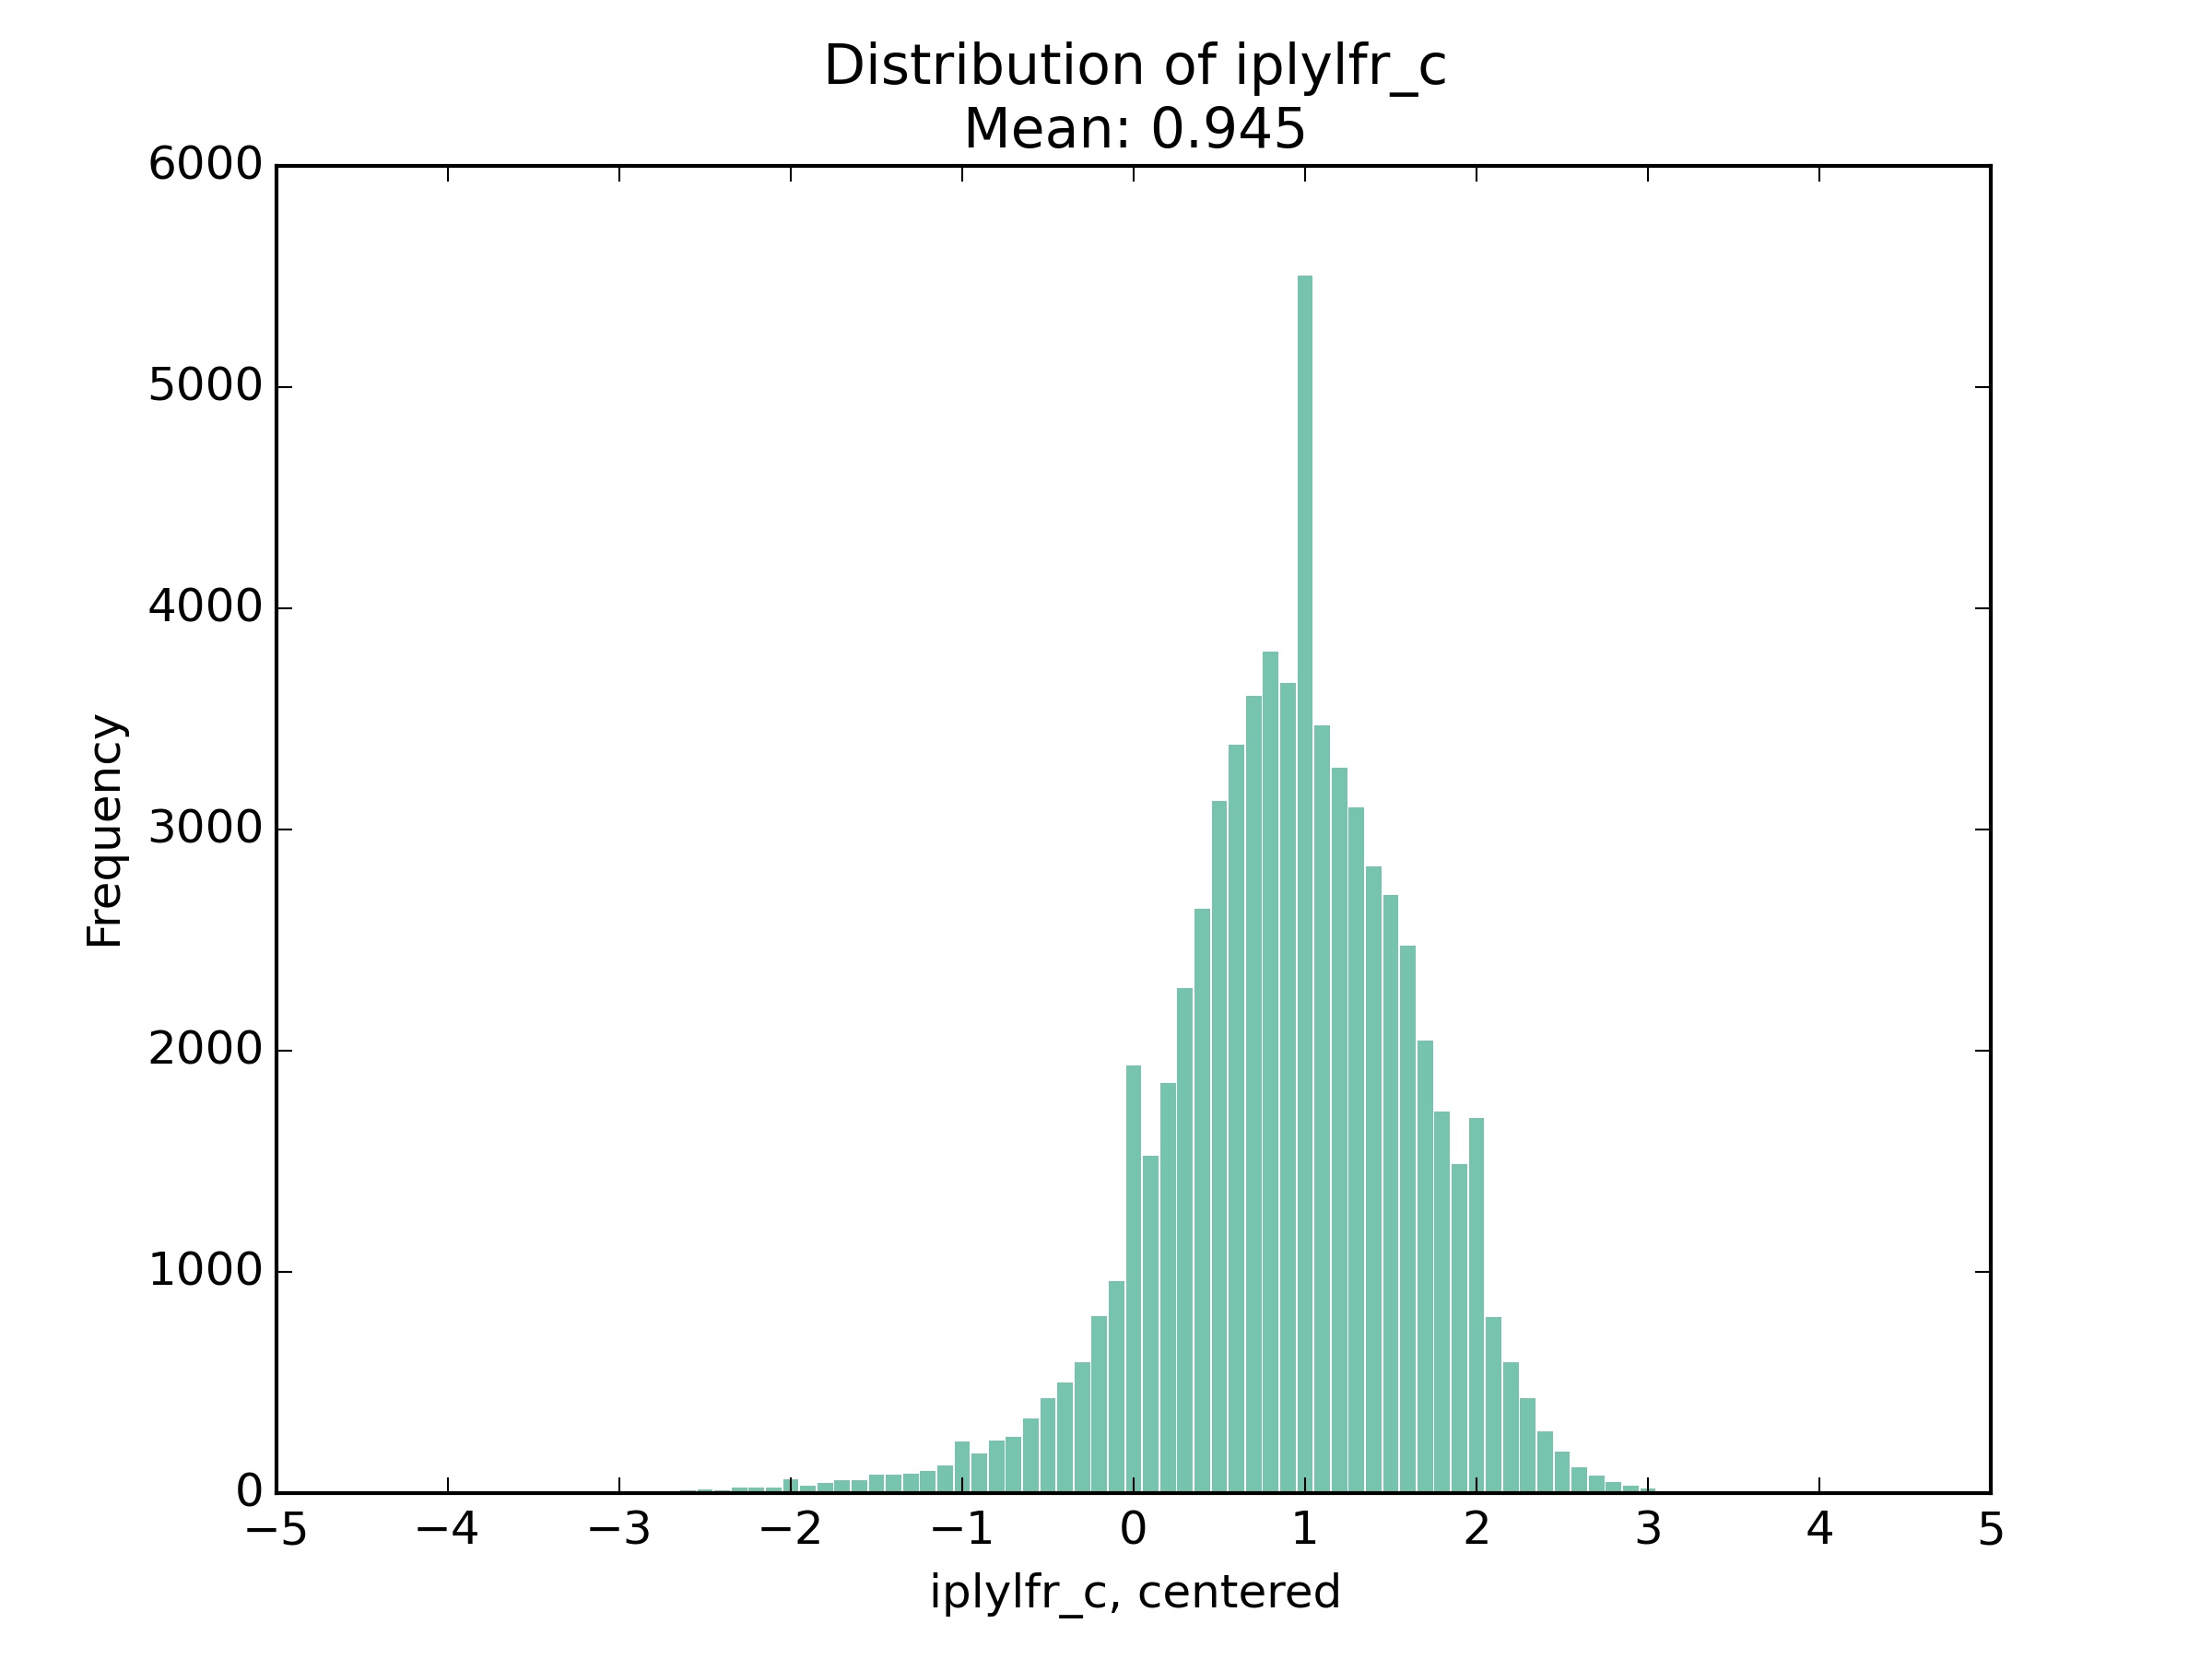 Distribution of iplylfr_c
Mean: 0.945
6000
5000
4000
3000
2000
1000
0
Frequency
−5 −4 −3 −2 −1 0 1 2 3 4 5
iplylfr_c, centered